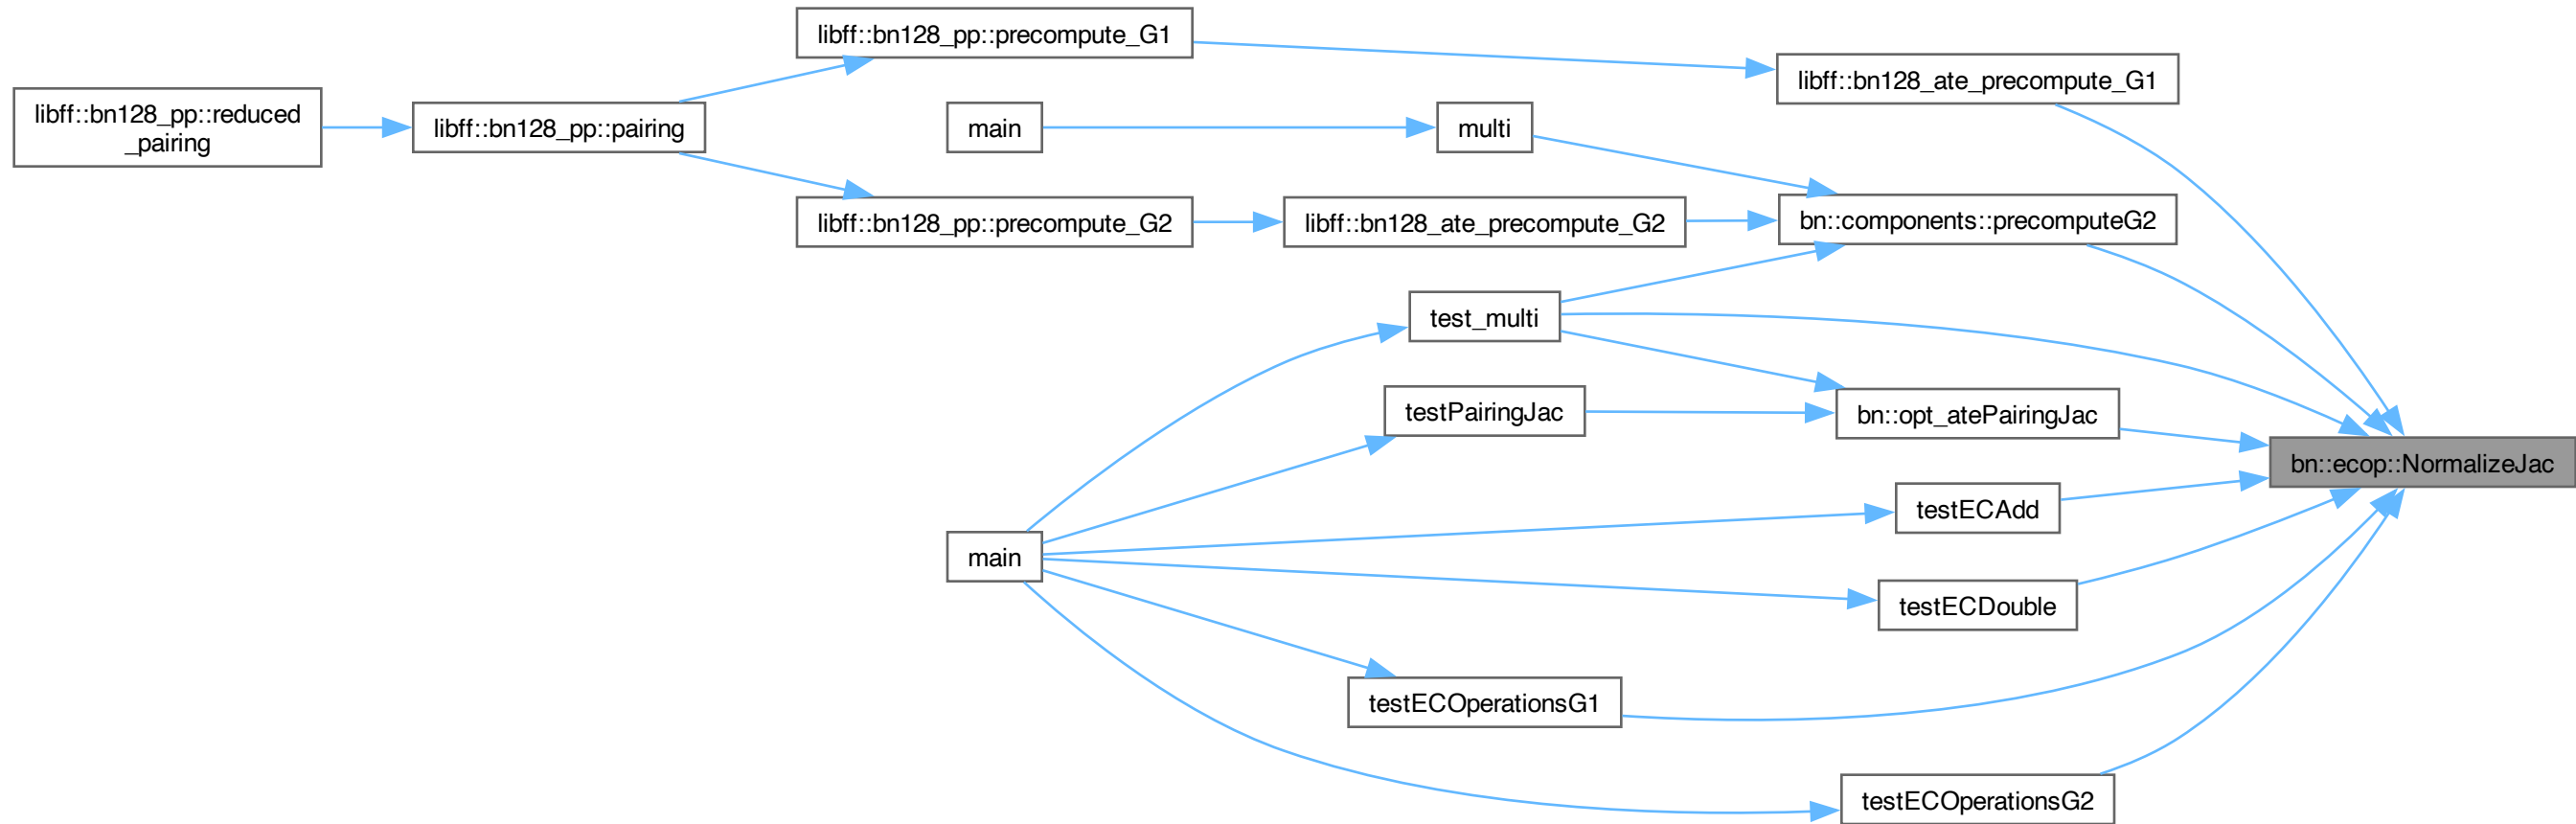 libff::bn128_pp::precompute_G1
libff::bn128_ate_precompute_G1
libff::bn128_pp::reduced
_pairing
libff::bn128_pp::pairing
main
multi
libff::bn128_pp::precompute_G2
libff::bn128_ate_precompute_G2
bn::components::precomputeG2
test_multi
testPairingJac
bn::opt_atePairingJac
bn::ecop::NormalizeJac
testECAdd
main
testECDouble
testECOperationsG1
testECOperationsG2